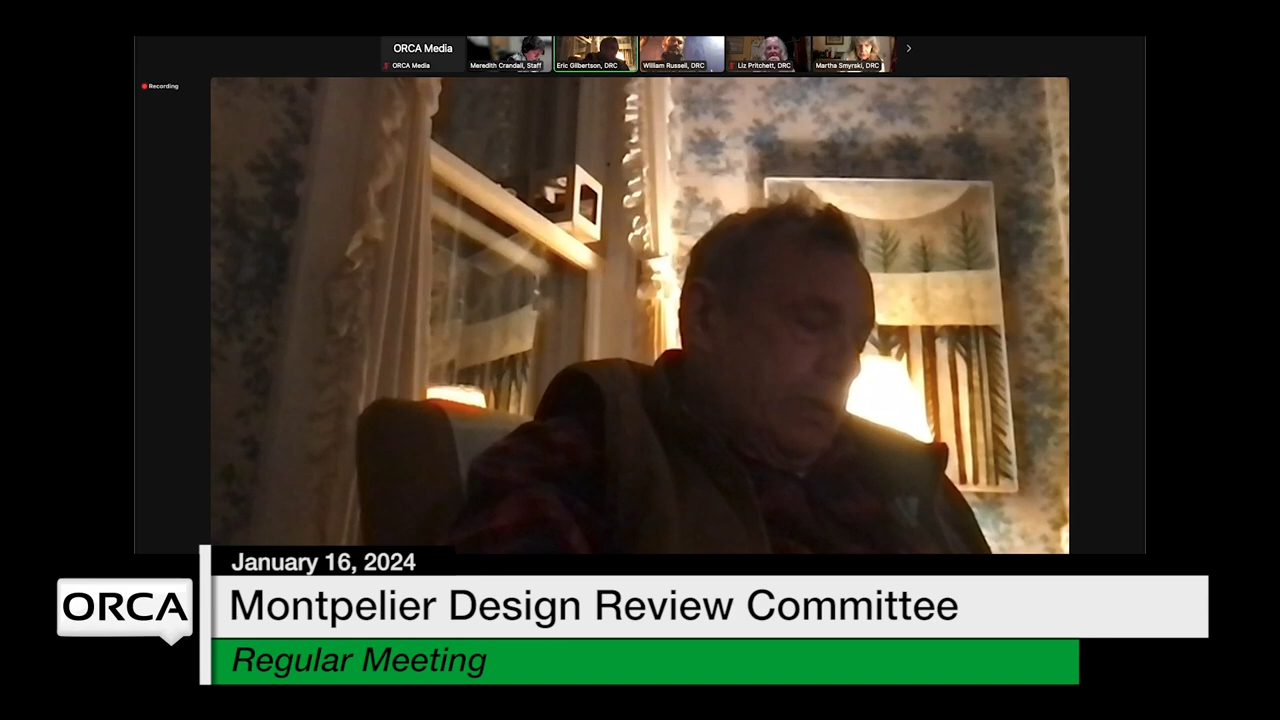 ORCA Media
ORCA Media
Meredith Crandall, Staff
Eric Gilbertson, DRC
William Russell, DRC
Liz Pritchett, DRC
Martha Smyrski, DRC
Recording
January 16, 2024
ORCA
Montpelier Design Review Committee
Regular Meeting